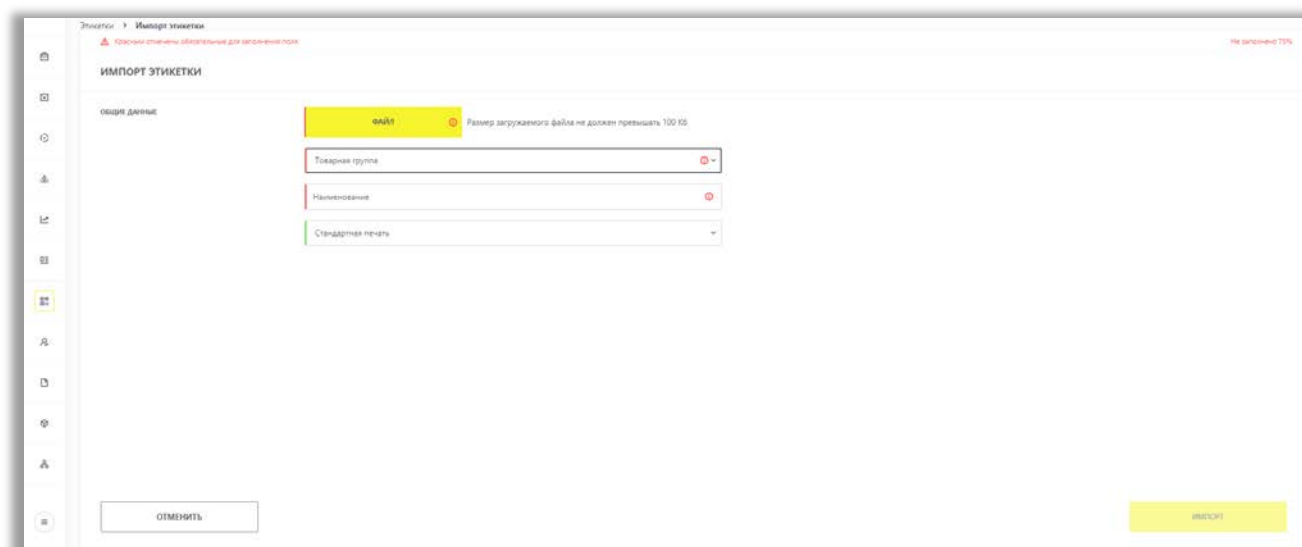 Этикетки > Импорт этикетки
Красным отмечены обязательные для заполнения поля
Не заполнено 75%
ИМПОРТ ЭТИКЕТКИ
ОБЩИЕ ДАННЫЕ
ФАЙЛ
Размер загружаемого файла не должен превышать 100 Кб
Товарная группа
Наименование
Стандартная печать
ОТМЕНИТЬ
ИМПОРТ